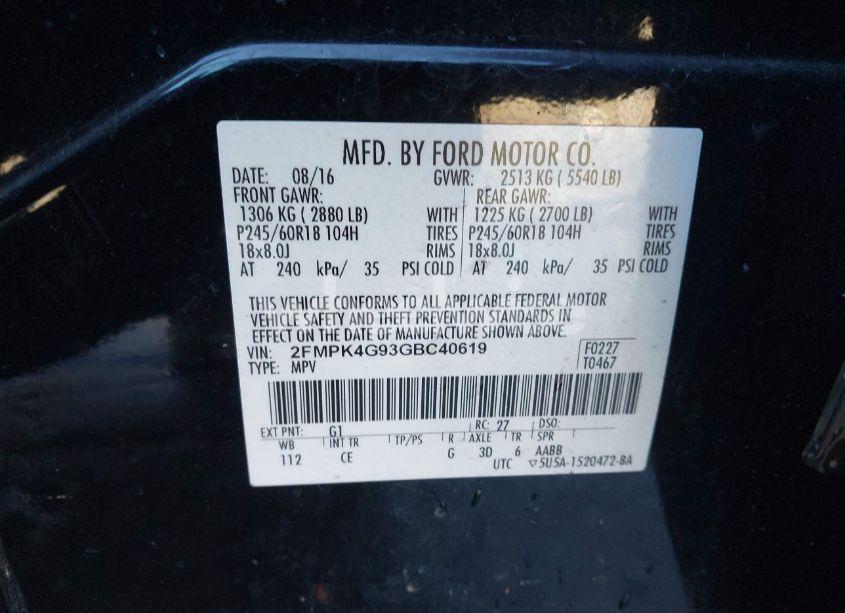 MFD. BY FORD MOTOR CO.
DATE: 08/16 GVWR: 2513 KG ( 5540 LB)
FRONT GAWR: REAR GAWR:
1306 KG ( 2880 LB) WITH 1225 KG ( 2700 LB) WITH
P245/60R18 104H TIRES P245/60R18 104H TIRES
18x8.0J RIMS 18x8.0J RIMS
AT 240 kPa/ 35 PSI COLD AT 240 kPa/ 35 PSI COLD
THIS VEHICLE CONFORMS TO ALL APPLICABLE FEDERAL MOTOR
VEHICLE SAFETY AND THEFT PREVENTION STANDARDS IN
EFFECT ON THE DATE OF MANUFACTURE SHOWN ABOVE.
VIN: 2FMPK4G93GBC40619 F0227
TYPE: MPV T0467
EXT PNT: G1 RC: 27 DSO:
WB INT TR TP/PS R AXLE TR SPR
112 CE G 3D 6 AABB
UTC ▽5U5A-1520472-BA